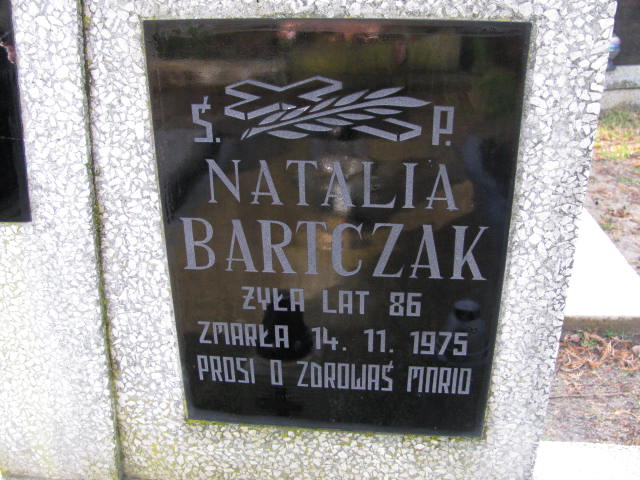 Ś. P.
NATALIA
BARTCZAK
ŻYŁA LAT 86
ZMARŁA 14. 11. 1975
PROSI O ZDROWAŚ MARIO